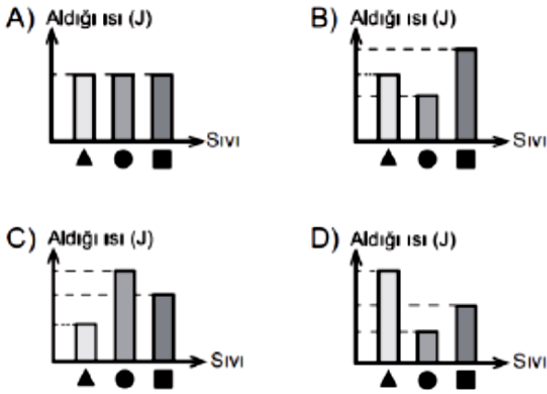 A) Aldığı ısı (J)
Sıvı
B) Aldığı ısı (J)
Sıvı
C) Aldığı ısı (J)
Sıvı
D) Aldığı ısı (J)
Sıvı